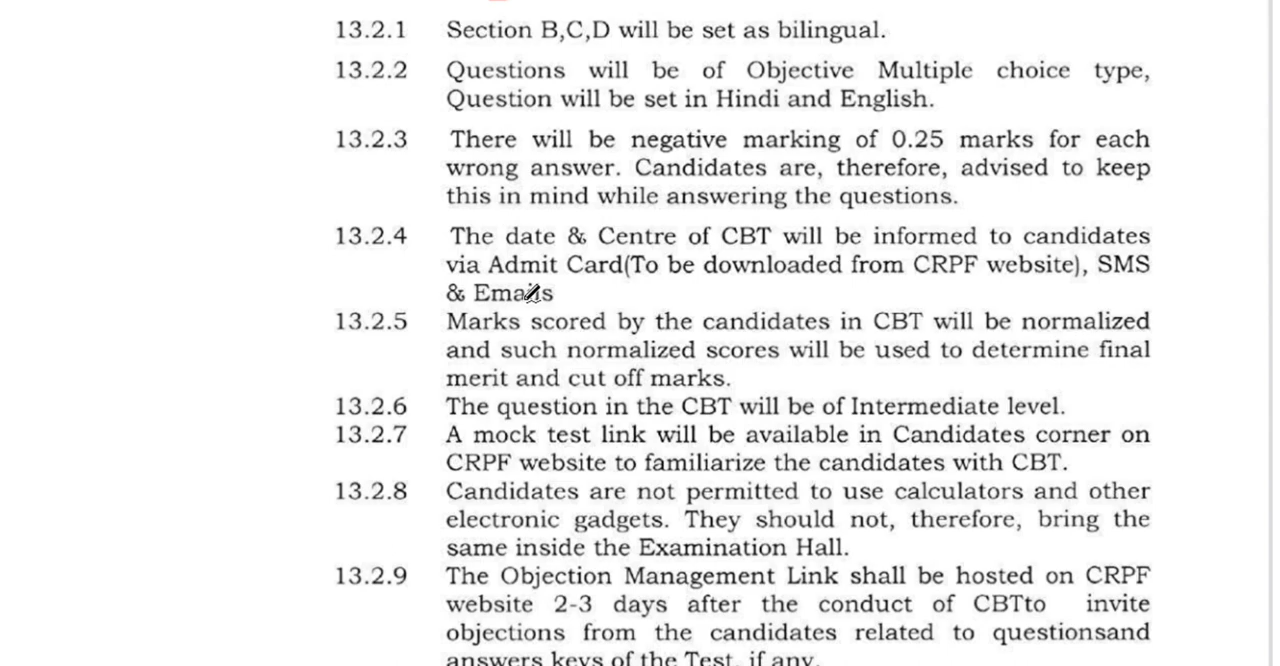 13.2.1 Section B,C,D will be set as bilingual.
13.2.2 Questions will be of Objective Multiple choice type,
Question will be set in Hindi and English.
13.2.3 There will be negative marking of 0.25 marks for each
wrong answer. Candidates are, therefore, advised to keep
this in mind while answering the questions.
13.2.4 The date & Centre of CBT will be informed to candidates
via Admit Card(To be downloaded from CRPF website), SMS
& Emails
13.2.5 Marks scored by the candidates in CBT will be normalized
and such normalized scores will be used to determine final
merit and cut off marks.
13.2.6 The question in the CBT will be of Intermediate level.
13.2.7 A mock test link will be available in Candidates corner on
CRPF website to familiarize the candidates with CBT.
13.2.8 Candidates are not permitted to use calculators and other
electronic gadgets. They should not, therefore, bring the
same inside the Examination Hall.
13.2.9 The Objection Management Link shall be hosted on CRPF
website 2-3 days after the conduct of CBTto invite
objections from the candidates related to questionsand
answers keys of the Test, if any.